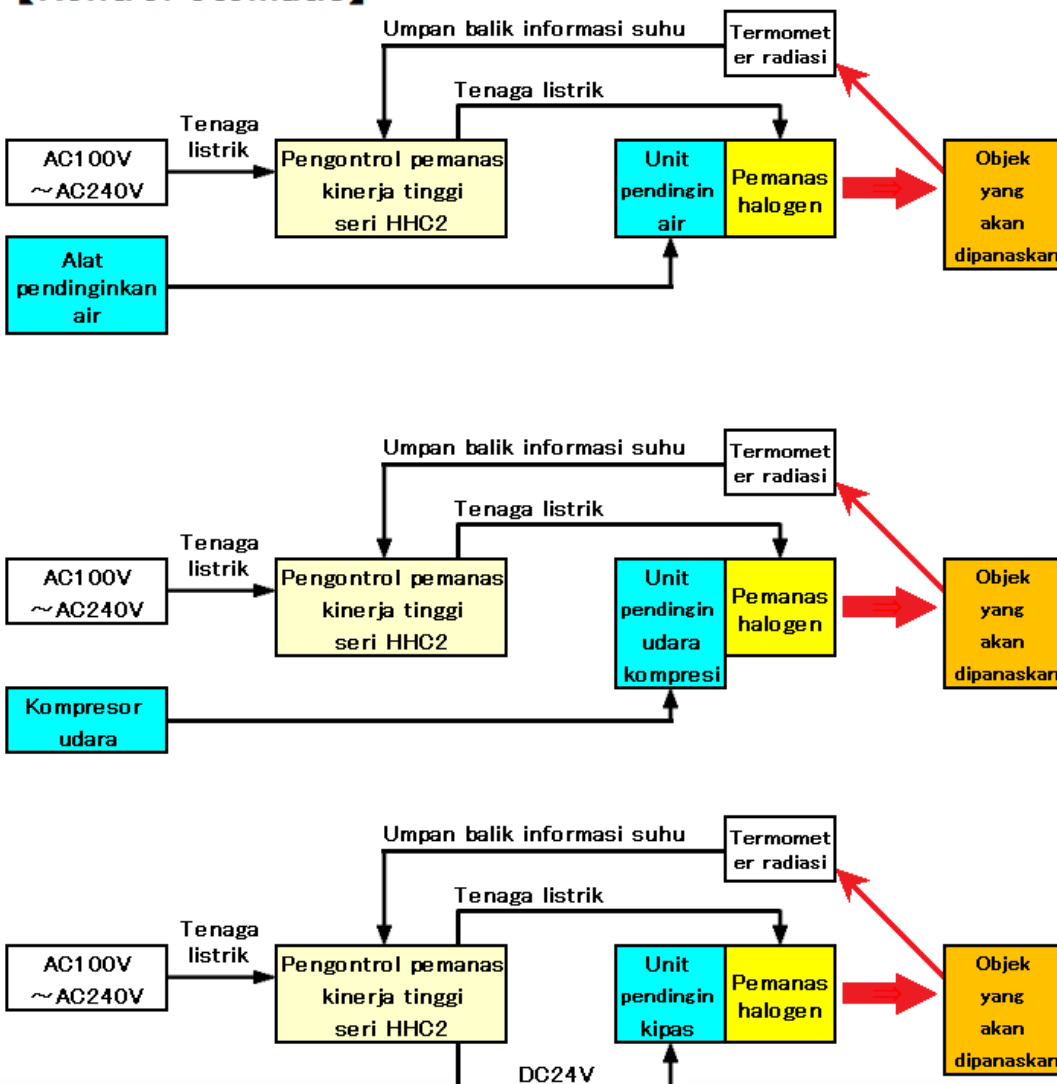 Umpan balik informasi suhu
Termomet
er radiasi
Tenaga listrik
Tenaga
listrik
AC100V
～AC240V
Pengontrol pemanas
kinerja tinggi
seri HHC2
Unit
pendingin
air
Pemanas
halogen
Objek
yang
akan
dipanaskan
Alat
pendinginkan
air
Umpan balik informasi suhu
Termomet
er radiasi
Tenaga listrik
Tenaga
listrik
AC100V
～AC240V
Pengontrol pemanas
kinerja tinggi
seri HHC2
Unit
pendingin
udara
kompresi
Pemanas
halogen
Objek
yang
akan
dipanaskan
Kompresor
udara
Umpan balik informasi suhu
Termomet
er radiasi
Tenaga listrik
Tenaga
listrik
AC100V
～AC240V
Pengontrol pemanas
kinerja tinggi
seri HHC2
Unit
pendingin
kipas
Pemanas
halogen
Objek
yang
akan
dipanaskan
DC24V